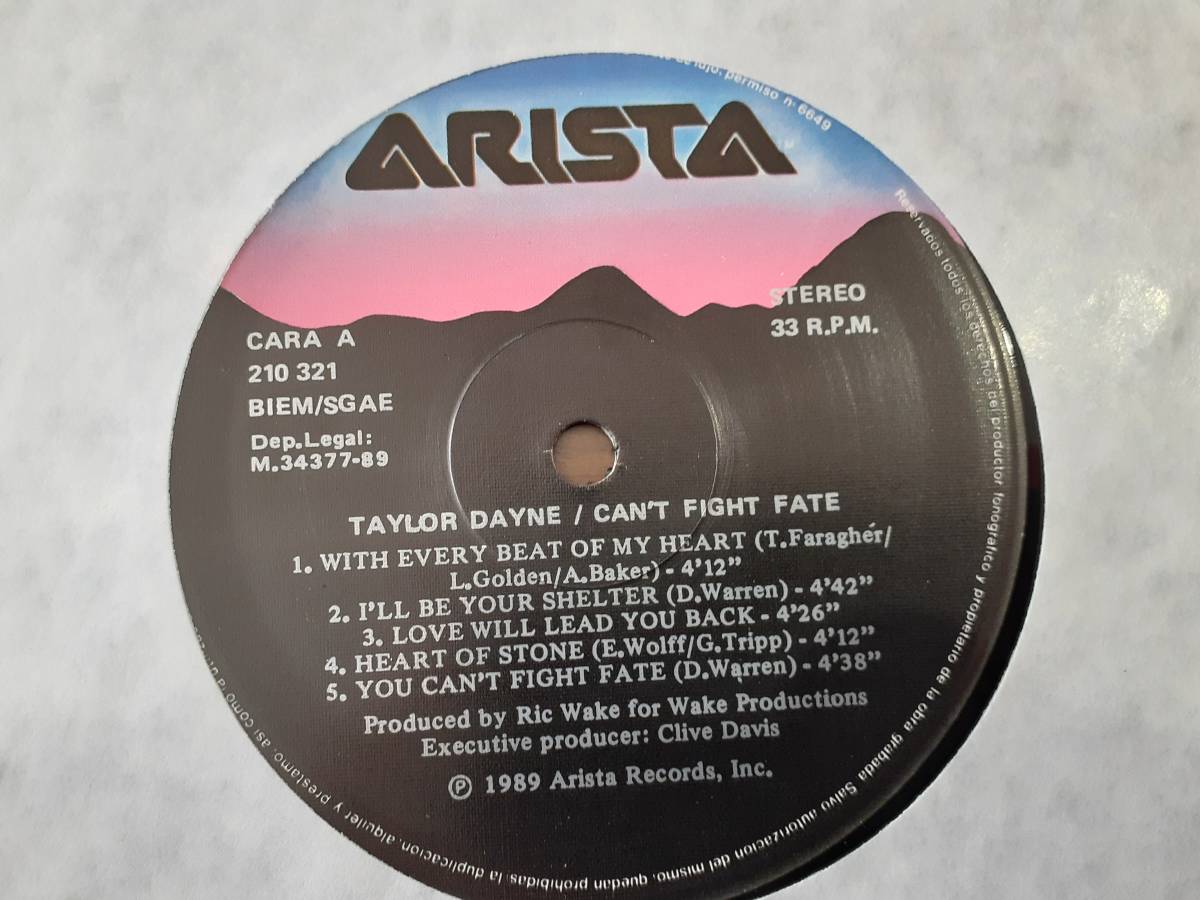 ARISTA
permiso n. 6649
STEREO
33 R.P.M.
CARA A
210 321
BIEM/SGAE
Dep.Legal:
M.34377-89
TAYLOR DAYNE / CAN'T FIGHT FATE
1. WITH EVERY BEAT OF MY HEART (T.Faraghér/
L.Golden/A.Baker) - 4'12”
2. I'LL BE YOUR SHELTER (D.Warren) - 4'42”
3. LOVE WILL LEAD YOU BACK - 4'26”
4. HEART OF STONE (E.Wolff/G.Tripp) - 4'12”
5. YOU CAN'T FIGHT FATE (D.Warren) - 4'38”
Produced by Ric Wake for Wake Productions
Executive producer: Clive Davis
℗ 1989 Arista Records, Inc.
Reservados todos los derechos del productor fonografico y propietario de la obra grabada Salvo autorizacion del mismo, quedan prohibidas la duplicacion, alquiler y prestamo, asi como